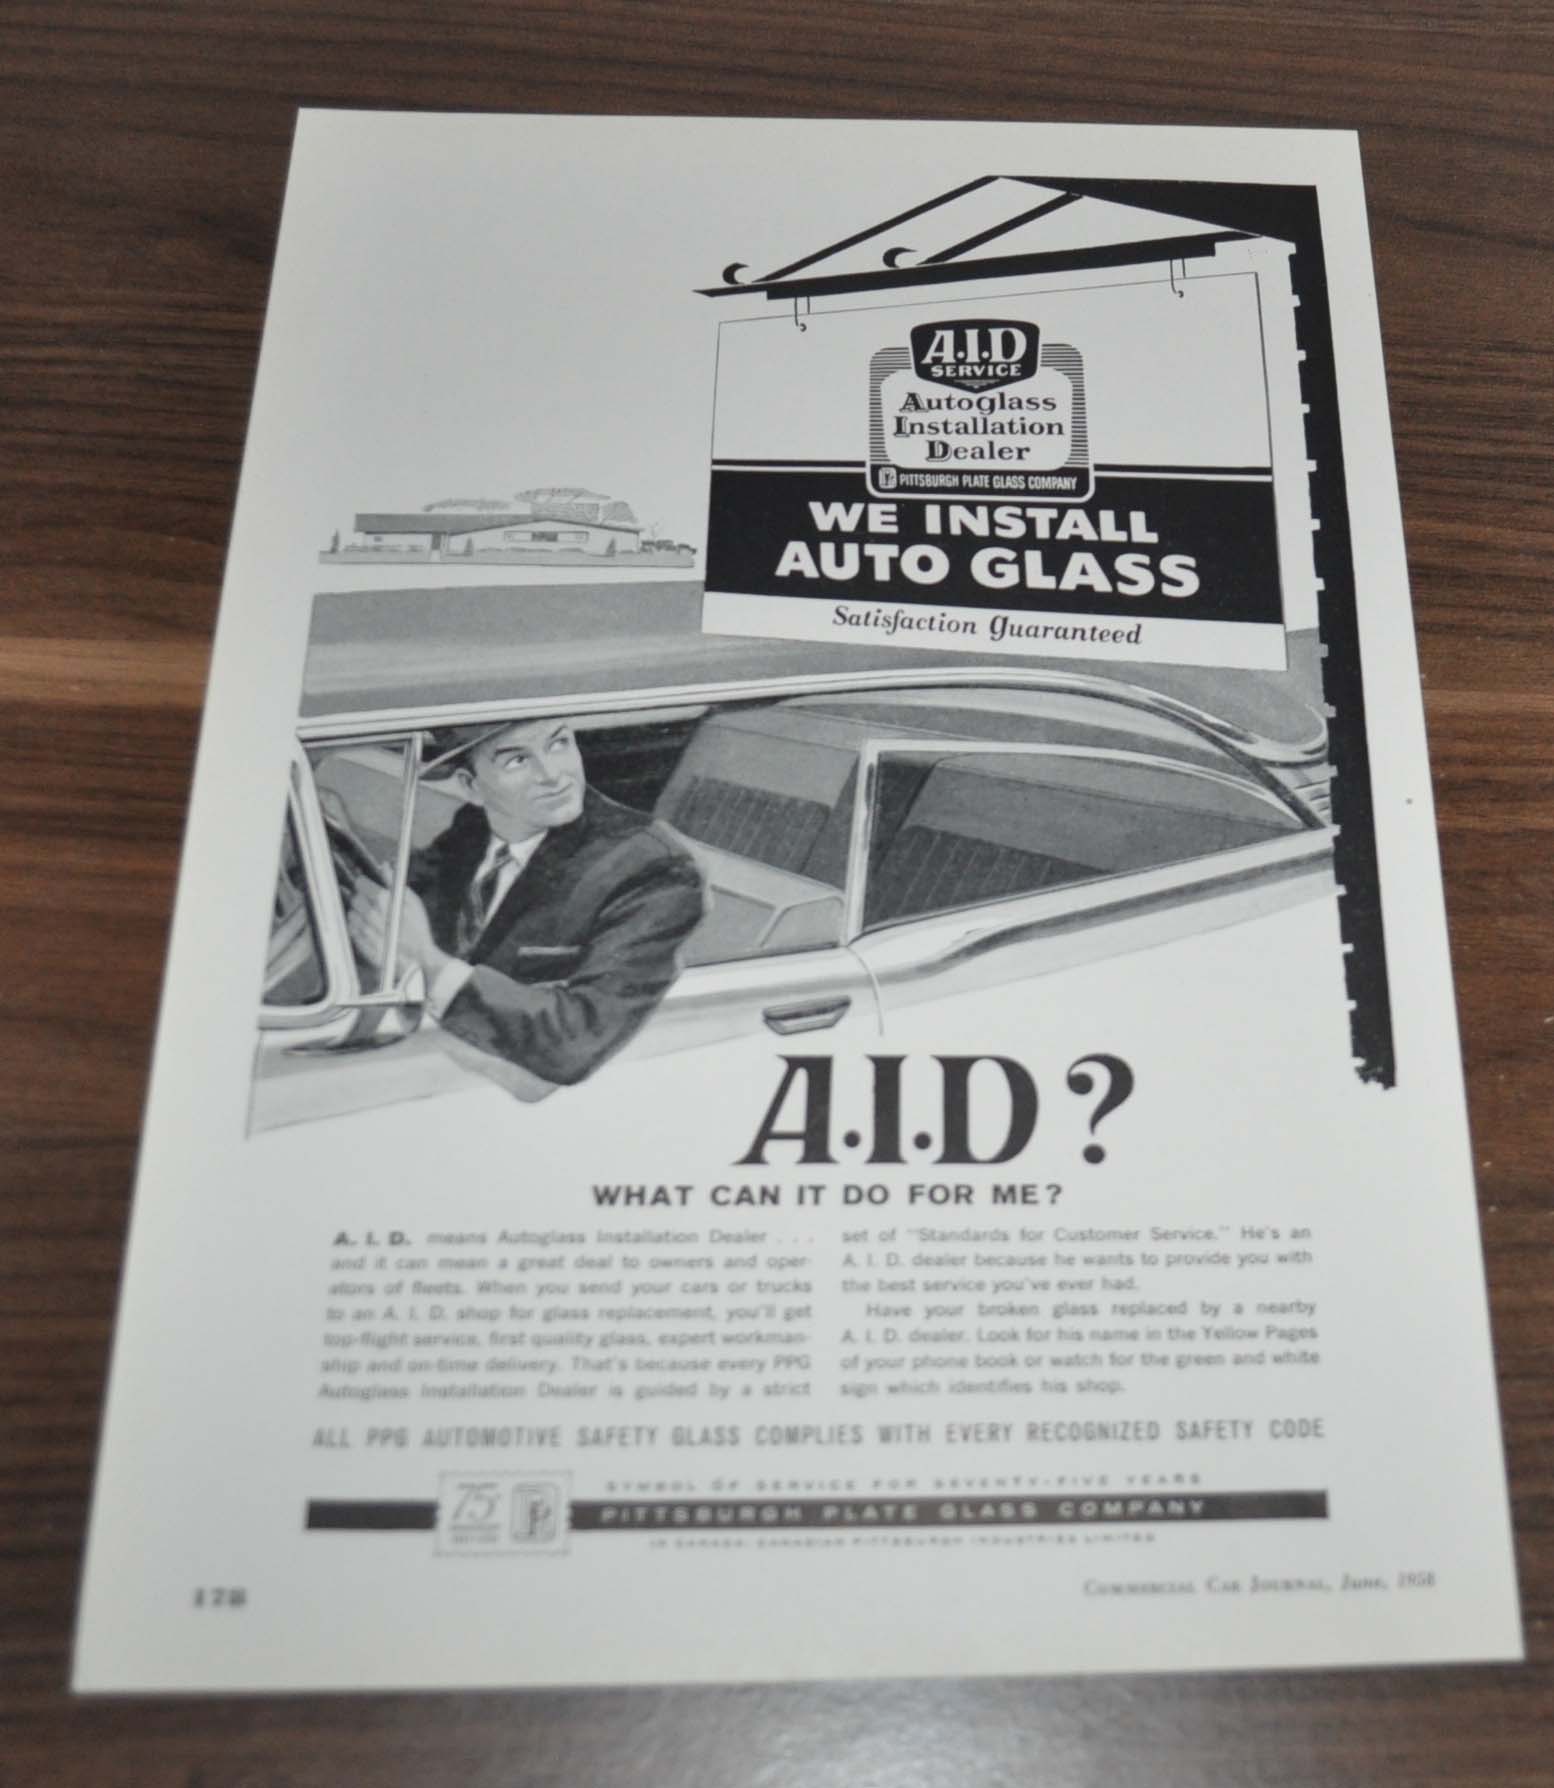 A.I.D
SERVICE
Autoglass
Installation
Dealer
PITTSBURGH PLATE GLASS COMPANY
WE INSTALL
AUTO GLASS
Satisfaction Guaranteed
A.I.D?
WHAT CAN IT DO FOR ME?
A. I. D. means Autoglass Installation Dealer . . .
and it can mean a great deal to owners and oper-
ators of fleets. When you send your cars or trucks
to an A. I. D. shop for glass replacement, you'll get
top-flight service, first quality glass, expert workman-
ship and on-time delivery. That's because every PPG
Autoglass Installation Dealer is guided by a strict
set of "Standards for Customer Service." He's an
A. I. D. dealer because he wants to provide you with
the best service you've ever had.
Have your broken glass replaced by a nearby
A. I. D. dealer. Look for his name in the Yellow Pages
of your phone book or watch for the green and white
sign which identifies his shop.
ALL PPG AUTOMOTIVE SAFETY GLASS COMPLIES WITH EVERY RECOGNIZED SAFETY CODE
75
SYMBOL OF SERVICE FOR SEVENTY-FIVE YEARS
PITTSBURGH PLATE GLASS COMPANY
IN CANADA: CANADIAN PITTSBURGH INDUSTRIES LIMITED
178
COMMERCIAL CAR JOURNAL, June, 1958